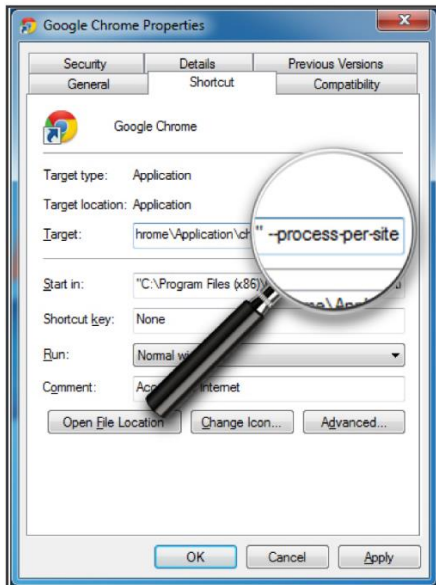 Google Chrome Properties
Security Details Previous Versions
General Shortcut Compatibility
Google Chrome
Target type: Application
Target location: Application
Target: hrome\Application\ch " --process-per-site
Start in: "C:\Program Files (x86)\
Shortcut key: None
Run: Normal
Comment: Internet
Open File Location Change Icon... Advanced...
OK Cancel Apply